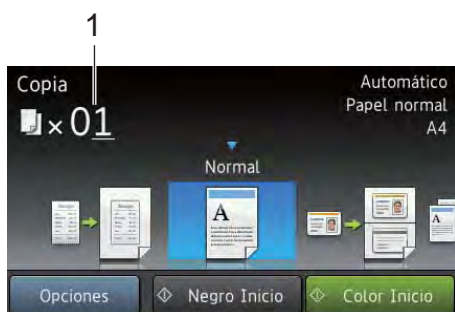 1
Copia
× 01
Automático
Papel normal
A4
Normal
A
A
Opciones
Negro Inicio
Color Inicio